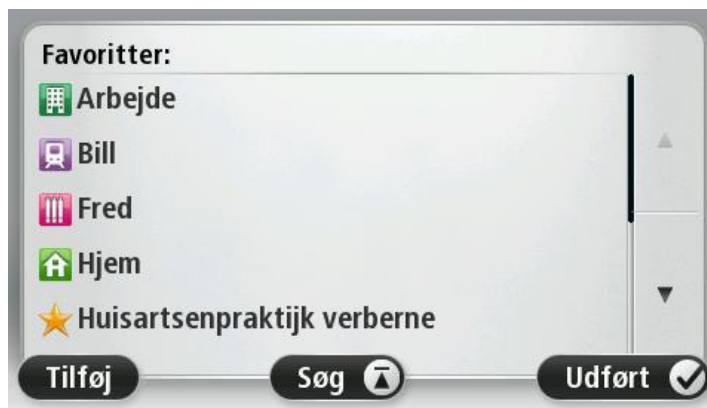 Favoritter:
Arbejde
Bill
Fred
Hjem
Huisartsenpraktijk verberne
Tilføj
Søg
Udført